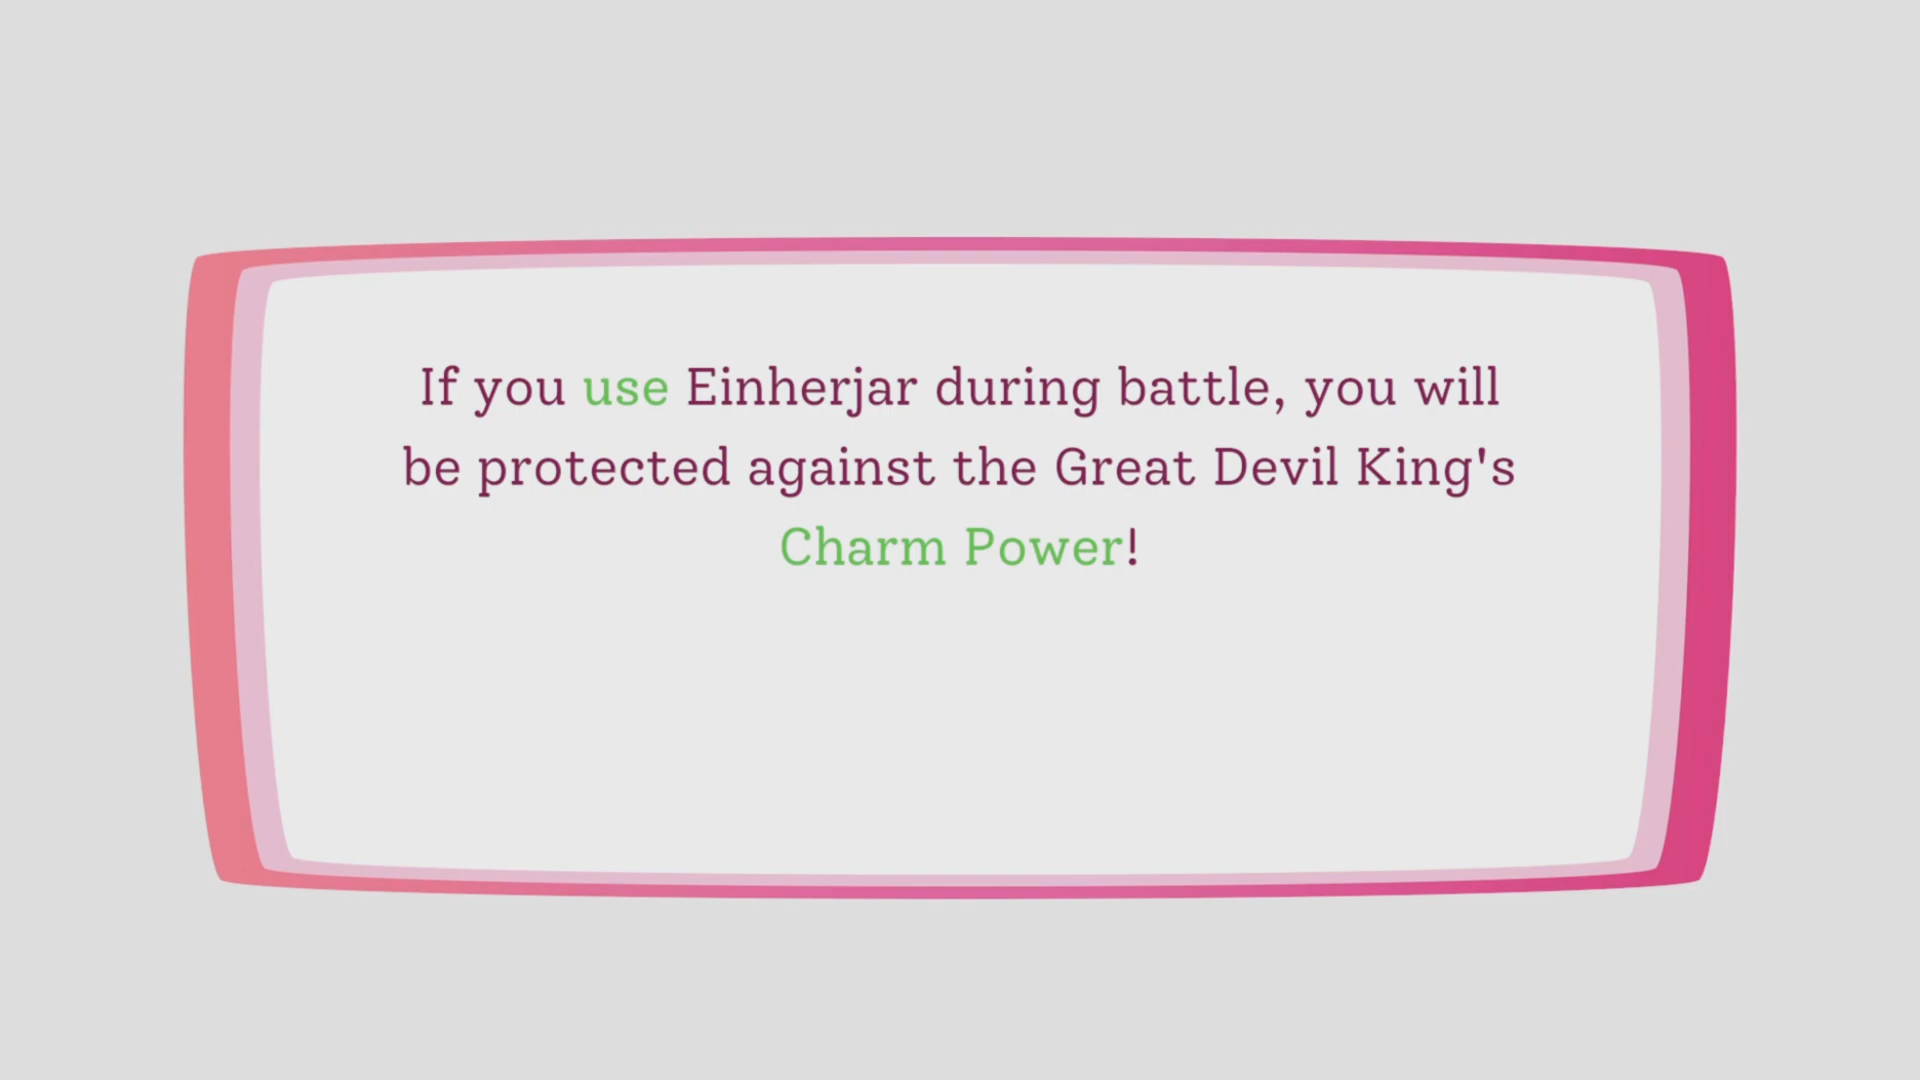 If you use Einherjar during battle, you will
be protected against the Great Devil King's
Charm Power!